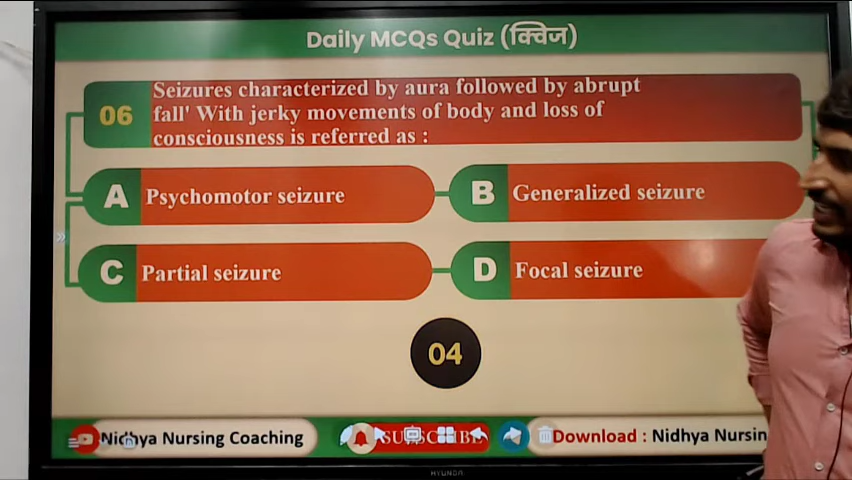 Daily MCQs Quiz (क्विज)
06
Seizures characterized by aura followed by abrupt
fall' With jerky movements of body and loss of
consciousness is referred as :
A Psychomotor seizure
B Generalized seizure
C Partial seizure
D Focal seizure
04
Nidhya Nursing Coaching
SUBSCRIBE
Download : Nidhya Nursin
HYUNDAI